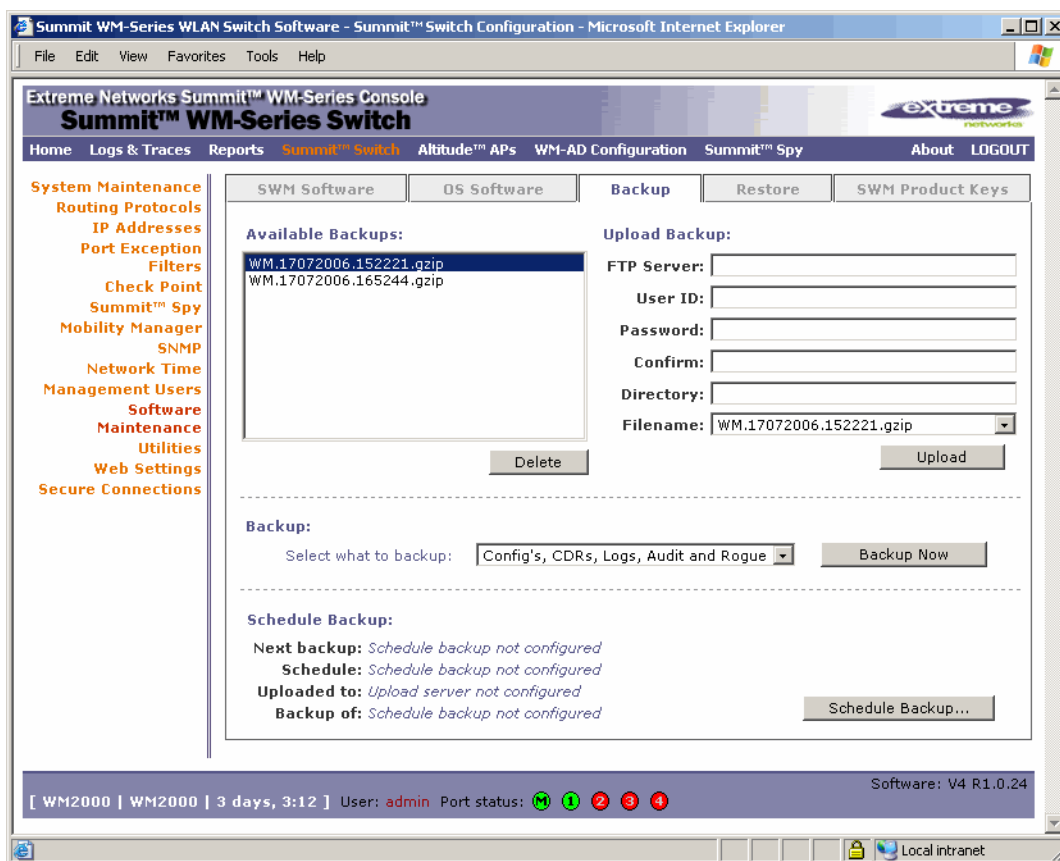 Summit WM-Series WLAN Switch Software - Summit™ Switch Configuration - Microsoft Internet Explorer
File Edit View Favorites Tools Help
Extreme Networks Summit™ WM-Series Console
Summit™ WM-Series Switch
extreme
networks
Home Logs & Traces Reports Summit™ Switch Altitude™ APs WM-AD Configuration Summit™ Spy About LOGOUT
System Maintenance
Routing Protocols
IP Addresses
Port Exception
Filters
Check Point
Summit™ Spy
Mobility Manager
SNMP
Network Time
Management Users
Software
Maintenance
Utilities
Web Settings
Secure Connections
SWM Software OS Software Backup Restore SWM Product Keys
Available Backups:
WM.17072006.152221.gzip
WM.17072006.165244.gzip
Delete
Upload Backup:
FTP Server:
User ID:
Password:
Confirm:
Directory:
Filename: WM.17072006.152221.gzip
Upload
Backup:
Select what to backup: Config's, CDRs, Logs, Audit and Rogue Backup Now
Schedule Backup:
Next backup: Schedule backup not configured
Schedule: Schedule backup not configured
Uploaded to: Upload server not configured
Backup of: Schedule backup not configured
Schedule Backup...
[ WM2000 | WM2000 | 3 days, 3:12 ] User: admin Port status: M 1 2 3 4
Software: V4 R1.0.24
Local intranet